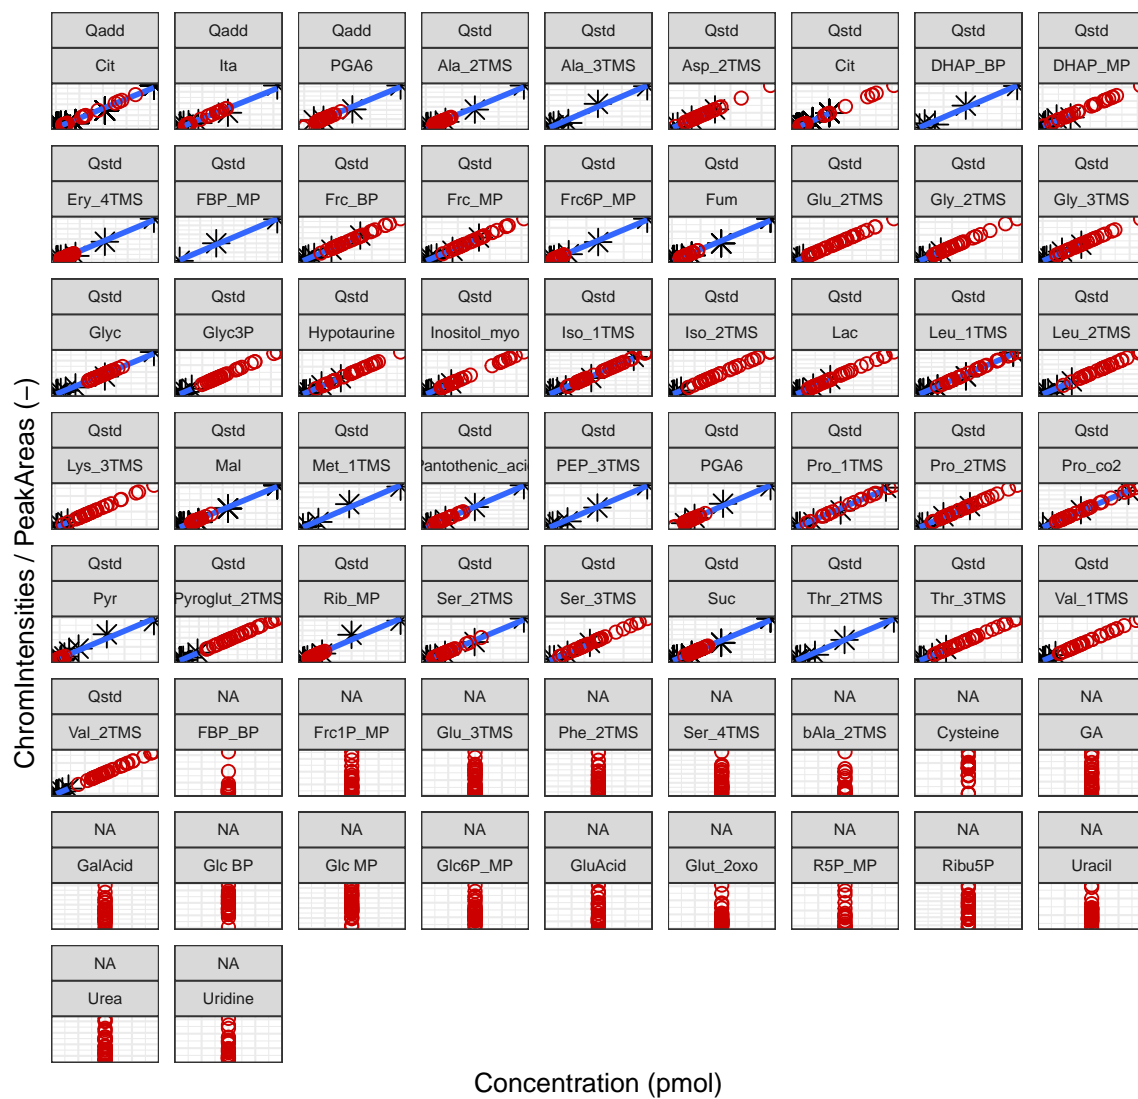 Qadd Qadd Qadd Qstd Qstd Qstd Qstd Qstd Qstd
Cit Ita PGA6 Ala_2TMS Ala_3TMS Asp_2TMS Cit DHAP_BP DHAP_MP
Qstd Qstd Qstd Qstd Qstd Qstd Qstd Qstd Qstd
Ery_4TMS FBP_MP Frc_BP Frc_MP Frc6P_MP Fum Glu_2TMS Gly_2TMS Gly_3TMS
Qstd Qstd Qstd Qstd Qstd Qstd Qstd Qstd Qstd
Glyc Glyc3P Hypotaurine Inositol_myo Iso_1TMS Iso_2TMS Lac Leu_1TMS Leu_2TMS
Qstd Qstd Qstd Qstd Qstd Qstd Qstd Qstd Qstd
Lys_3TMS Mal Met_1TMS Pantothenic_acid PEP_3TMS PGA6 Pro_1TMS Pro_2TMS Pro_co2
Qstd Qstd Qstd Qstd Qstd Qstd Qstd Qstd Qstd
Pyr Pyroglut_2TMS Rib_MP Ser_2TMS Ser_3TMS Suc Thr_2TMS Thr_3TMS Val_1TMS
Qstd NA NA NA NA NA NA NA NA
Val_2TMS FBP_BP Frc1P_MP Glu_3TMS Phe_2TMS Ser_4TMS bAla_2TMS Cysteine GA
NA NA NA NA NA NA NA NA NA
GalAcid Glc BP Glc MP Glc6P_MP GluAcid Glut_2oxo R5P_MP Ribu5P Uracil
NA NA
Urea Uridine
ChromIntensities / PeakAreas (−)
Concentration (pmol)